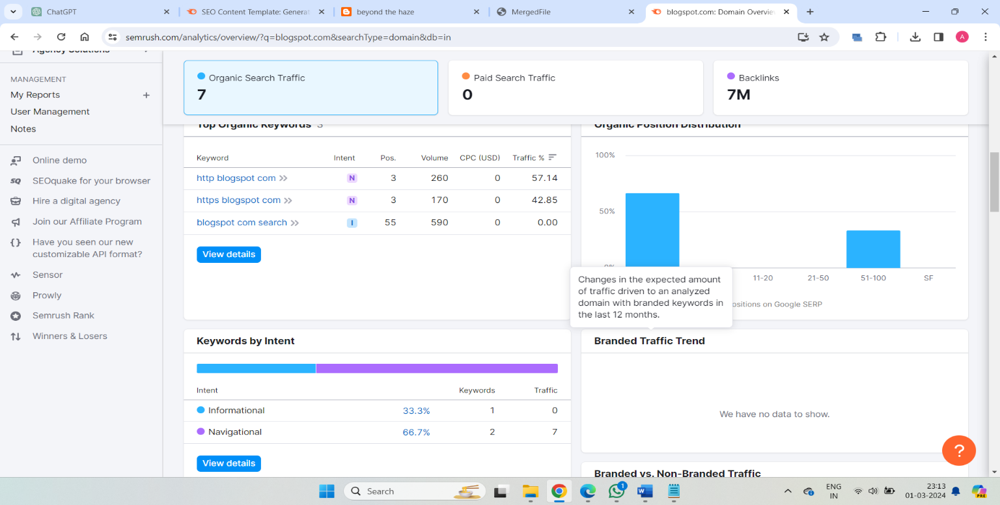 ChatGPT
SEO Content Template: Generat
beyond the haze
MergedFile
blogspot.com: Domain Overvie
semrush.com/analytics/overview/?q=blogspot.com&searchType=domain&db=in
A
Agency Solutions
MANAGEMENT
My Reports
User Management
Notes
Online demo
SEOquake for your browser
Hire a digital agency
Join our Affiliate Program
Have you seen our new
customizable API format?
Sensor
Prowly
Semrush Rank
Winners & Losers
Organic Search Traffic
7
Paid Search Traffic
0
Backlinks
7M
Top Organic Keywords 3
Keyword Intent Pos. Volume CPC (USD) Traffic %
http blogspot com N 3 260 0 57.14
https blogspot com N 3 170 0 42.85
blogspot com search I 55 590 0 0.00
View details
Organic Position Distribution
100%
50%
0%
11-20 21-50 51-100 SF
ositions on Google SERP
Changes in the expected amount
of traffic driven to an analyzed
domain with branded keywords in
the last 12 months.
Keywords by Intent
Intent Keywords Traffic
Informational 33.3% 1 0
Navigational 66.7% 2 7
View details
Branded Traffic Trend
We have no data to show.
?
Branded vs. Non-Branded Traffic
Search
1
ENG
IN
23:13
01-03-2024
PRE